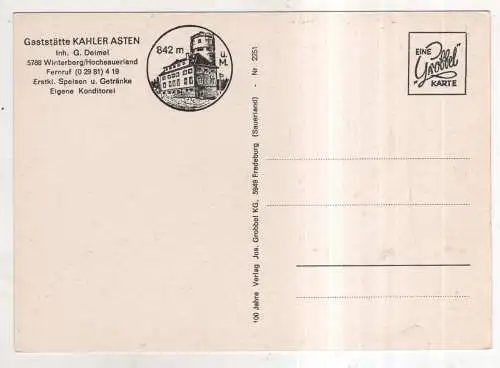 Gaststätte KAHLER ASTEN
Inh. G. Deimel
5788 Winterberg/Hochsauerland
Fernruf (0 29 81) 4 19
Erstkl. Speisen u. Getränke
Eigene Konditorei
842 m
ü.
M.
100 Jahre Verlag Jos. Grobbel KG, 5949 Fredeburg (Sauerland) - Nr 2251
EINE
"Grobbel"
KARTE